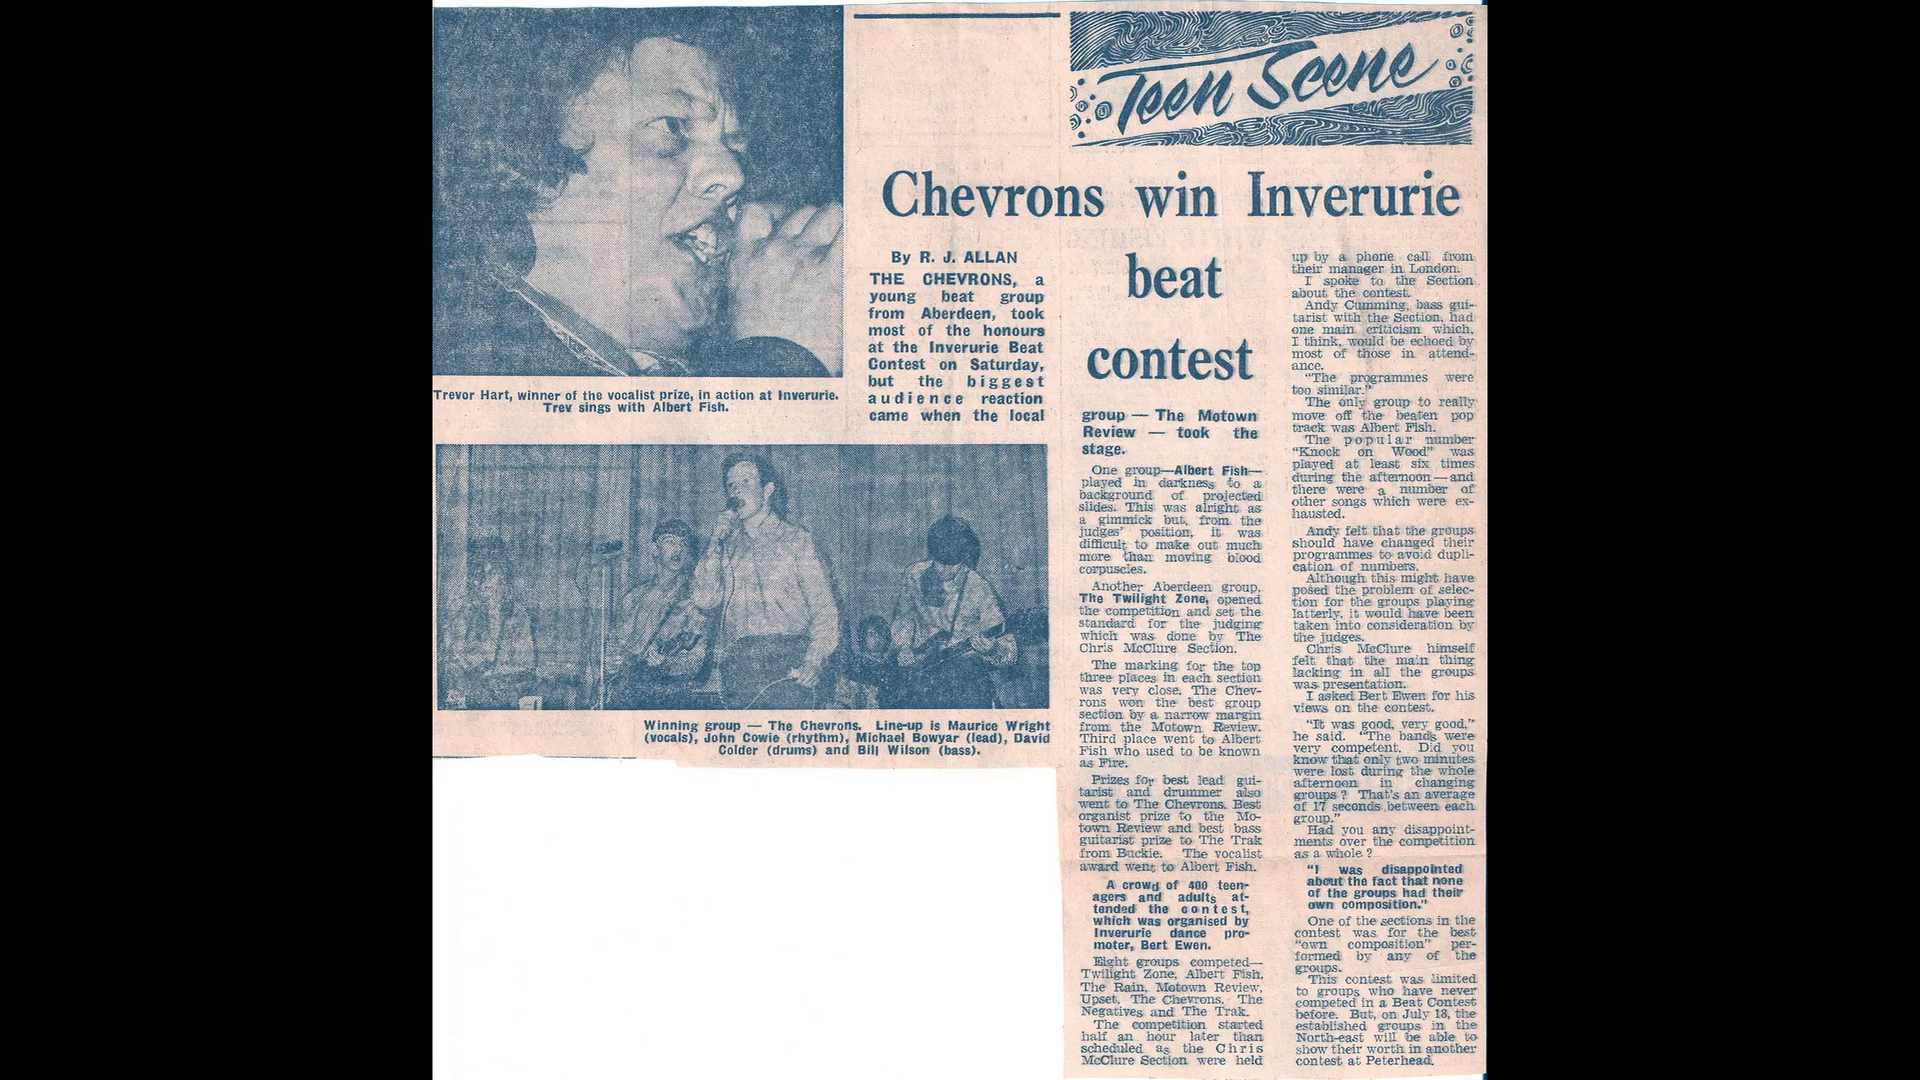 Teen Scene
Chevrons win Inverurie
beat
contest
Trevor Hart, winner of the vocalist prize, in action at Inverurie.
Trev sings with Albert Fish.
Winning group — The Chevrons. Line-up is Maurice Wright
(vocals), John Cowie (rhythm), Michael Bowyar (lead), David
Colder (drums) and Bill Wilson (bass).
By R. J. ALLAN
THE CHEVRONS, a
young beat group
from Aberdeen, took
most of the honours
at the Inverurie Beat
Contest on Saturday,
but the biggest
audience reaction
came when the local
group — The Motown
Review — took the
stage.
One group—Albert Fish—
played in darkness to a
background of projected
slides. This was alright as
a gimmick but, from the
judges' position, it was
difficult to make out much
more than moving blood
corpuscles.
Another Aberdeen group,
The Twilight Zone, opened
the competition and set the
standard for the judging
which was done by The
Chris McClure Section.
The marking for the top
three places in each section
was very close. The Chev-
rons won the best group
section by a narrow margin
from the Motown Review.
Third place went to Albert
Fish who used to be known
as Fire.
Prizes for best lead gui-
tarist and drummer also
went to The Chevrons. Best
organist prize to the Mo-
town Review and best bass
guitarist prize to The Trak
from Buckie. The vocalist
award went to Albert Fish.
A crowd of 400 teen-
agers and adults at-
tended the contest,
which was organised by
Inverurie dance pro-
moter, Bert Ewen.
Eight groups competed—
Twilight Zone, Albert Fish,
The Rain, Motown Review,
Upset, The Chevrons, The
Negatives and The Trak.
The competition started
half an hour later than
scheduled as the Chris
McClure Section were held
up by a phone call from
their manager in London.
I spoke to the Section
about the contest.
Andy Cumming, bass gui-
tarist with the Section, had
one main criticism which,
I think, would be echoed by
most of those in attend-
ance.
"The programmes were
too similar."
The only group to really
move off the beaten pop
track was Albert Fish.
The popular number
"Knock on Wood" was
played at least six times
during the afternoon—and
there were a number of
other songs which were ex-
hausted.
Andy felt that the groups
should have changed their
programmes to avoid dupli-
cation of numbers.
Although this might have
posed the problem of selec-
tion for the groups playing
latterly, it would have been
taken into consideration by
the judges.
Chris McClure himself
felt that the main thing
lacking in all the groups
was presentation.
I asked Bert Ewen for his
views on the contest.
"It was good, very good,"
he said. "The bands were
very competent. Did you
know that only two minutes
were lost during the whole
afternoon in changing
groups? That's an average
of 17 seconds between each
group."
Had you any disappoint-
ments over the competition
as a whole?
"I was disappointed
about the fact that none
of the groups had their
own composition."
One of the sections in the
contest was for the best
"own composition" per-
formed by any of the
groups.
This contest was limited
to groups who have never
competed in a Beat Contest
before. But, on July 18, the
established groups in the
North-east will be able to
show their worth in another
contest at Peterhead.